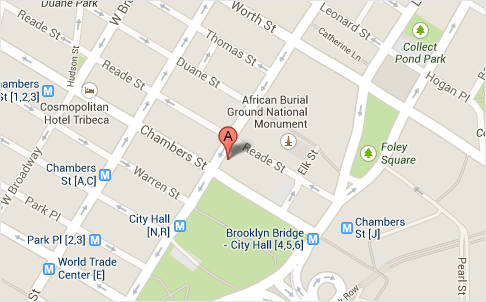 Duane Park
W Broadway
Worth St
Leonard St
Catherine Ln
Collect
Pond Park
Reade St
Hudson St
Thomas St
Duane St
Hogan Pl
Chambers
St [1,2,3]
Cosmopolitan
Hotel Tribeca
African Burial
Ground National
Monument
A
Chambers St
Reade St
Elk St
Foley
Square
W Broadway
Chambers
St [A,C]
Warren St
Park Pl
City Hall
[N,R]
Brooklyn Bridge
- City Hall [4,5,6]
Chambers
St [J]
Park Pl [2,3]
World Trade
Center [E]
Row
Pearl St